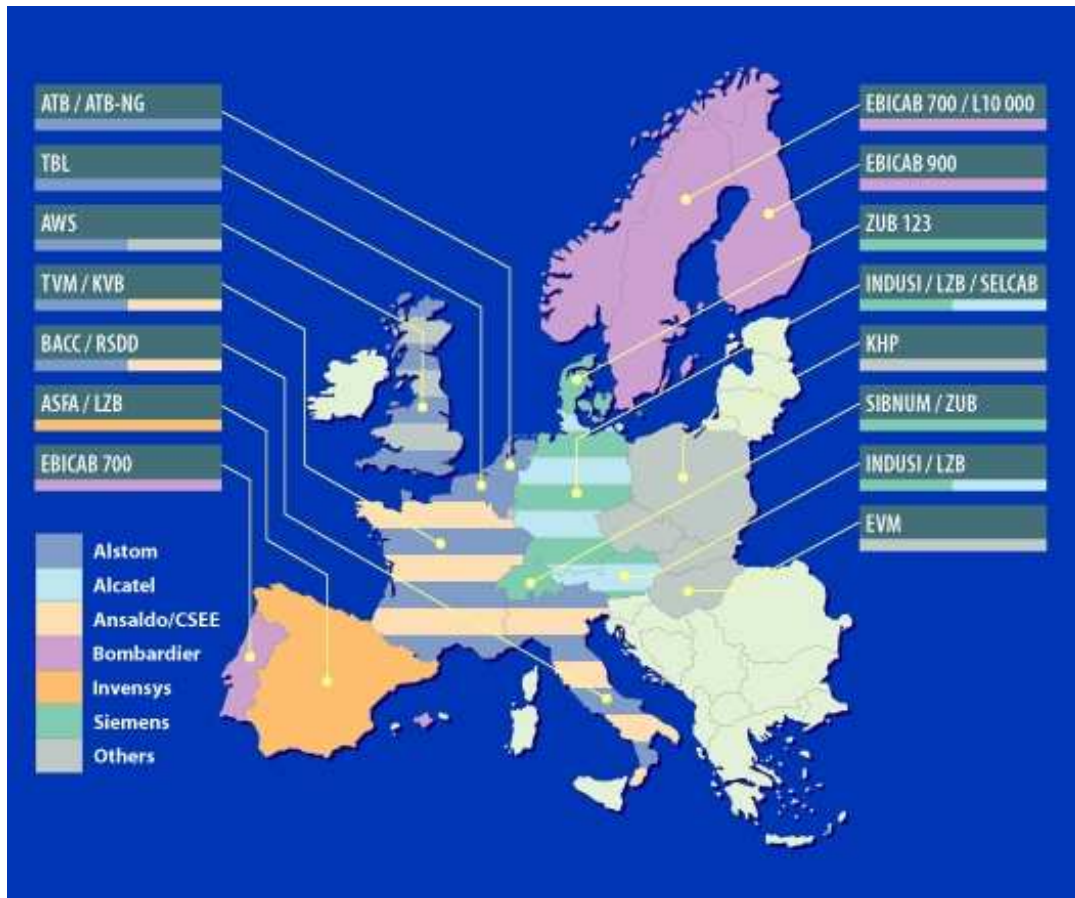 ATB / ATB-NG
TBL
AWS
TVM / KVB
BACC / RSDD
ASFA / LZB
EBICAB 700
EBICAB 700 / L10 000
EBICAB 900
ZUB 123
INDUSI / LZB / SELCAB
KHP
SIBNUM / ZUB
INDUSI / LZB
EVM
Alstom
Alcatel
Ansaldo/CSEE
Bombardier
Invensys
Siemens
Others